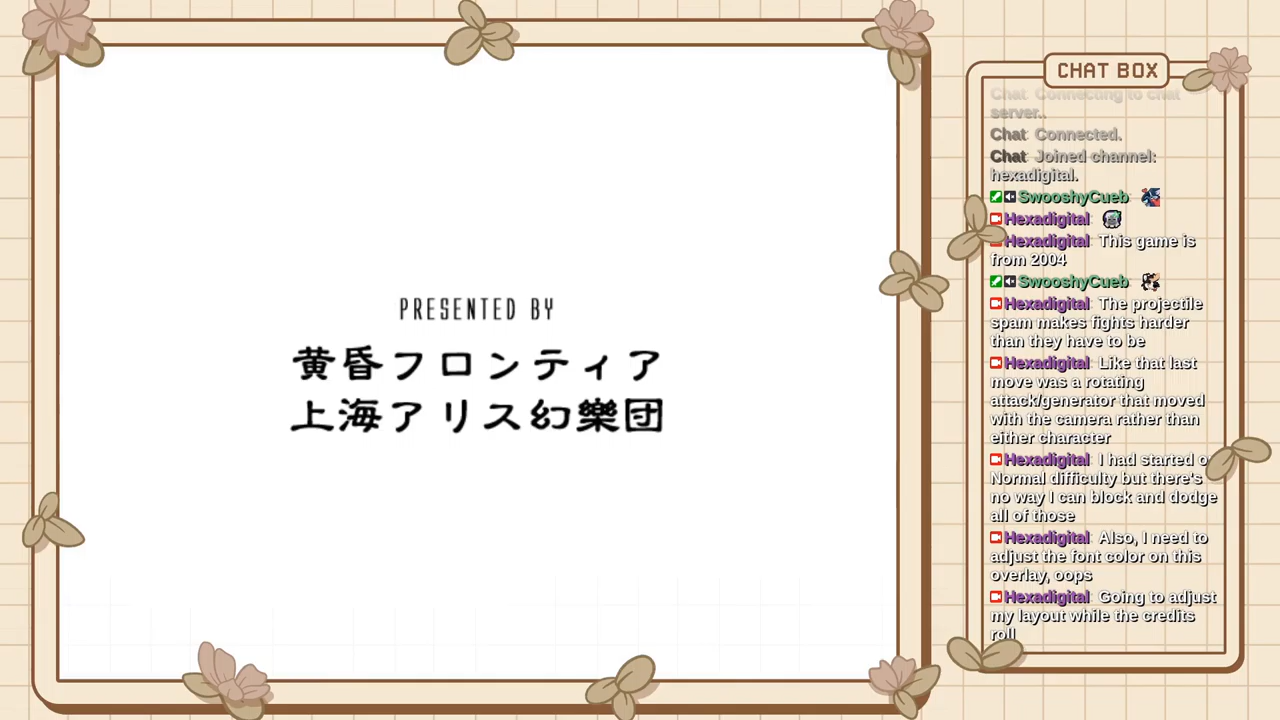 PRESENTED BY
黄昏フロンティア
上海アリス幻樂団
CHAT BOX
Chat: Connecting to chat
server..
Chat: Connected.
Chat: Joined channel:
hexadigital.
SwooshyCueb:
Hexadigital:
Hexadigital: This game is
from 2004
SwooshyCueb:
Hexadigital: The projectile
spam makes fights harder
than they have to be
Hexadigital: Like that last
move was a rotating
attack/generator that moved
with the camera rather than
either character
Hexadigital: I had started on
Normal difficulty but there's
no way I can block and dodge
all of those
Hexadigital: Also, I need to
adjust the font color on this
overlay, oops
Hexadigital: Going to adjust
my layout while the credits
roll